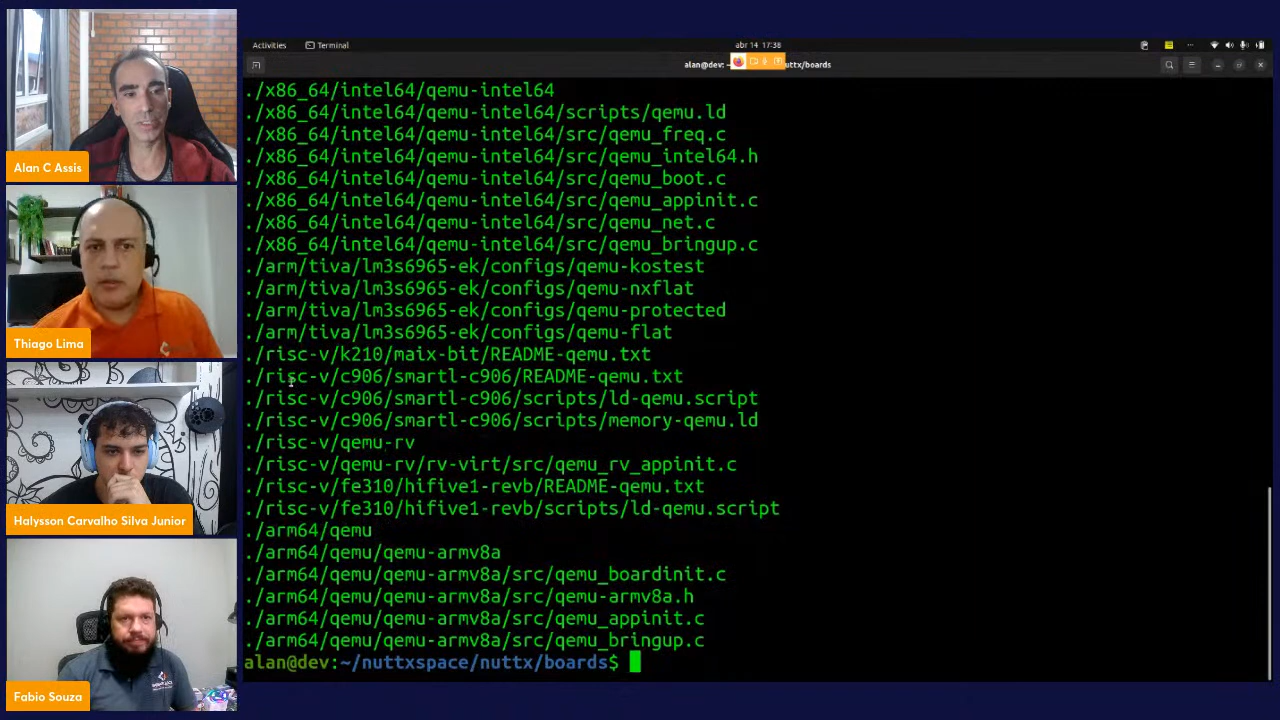 Alan C Assis
Thiago Lima
Halysson Carvalho Silva Junior
Fabio Souza
Activities
Terminal
abr 14 17:38
alan@dev: ~
uttx/boards
./x86_64/intel64/qemu-intel64
./x86_64/intel64/qemu-intel64/scripts/qemu.ld
./x86_64/intel64/qemu-intel64/src/qemu_freq.c
./x86_64/intel64/qemu-intel64/src/qemu_intel64.h
./x86_64/intel64/qemu-intel64/src/qemu_boot.c
./x86_64/intel64/qemu-intel64/src/qemu_appinit.c
./x86_64/intel64/qemu-intel64/src/qemu_net.c
./x86_64/intel64/qemu-intel64/src/qemu_bringup.c
./arm/tiva/lm3s6965-ek/configs/qemu-kostest
./arm/tiva/lm3s6965-ek/configs/qemu-nxflat
./arm/tiva/lm3s6965-ek/configs/qemu-protected
./arm/tiva/lm3s6965-ek/configs/qemu-flat
./risc-v/k210/maix-bit/README-qemu.txt
./risc-v/c906/smartl-c906/README-qemu.txt
./risc-v/c906/smartl-c906/scripts/ld-qemu.script
./risc-v/c906/smartl-c906/scripts/memory-qemu.ld
./risc-v/qemu-rv
./risc-v/qemu-rv/rv-virt/src/qemu_rv_appinit.c
./risc-v/fe310/hifive1-revb/README-qemu.txt
./risc-v/fe310/hifive1-revb/scripts/ld-qemu.script
./arm64/qemu
./arm64/qemu/qemu-armv8a
./arm64/qemu/qemu-armv8a/src/qemu_boardinit.c
./arm64/qemu/qemu-armv8a/src/qemu-armv8a.h
./arm64/qemu/qemu-armv8a/src/qemu_appinit.c
./arm64/qemu/qemu-armv8a/src/qemu_bringup.c
alan@dev:~/nuttxspace/nuttx/boards$